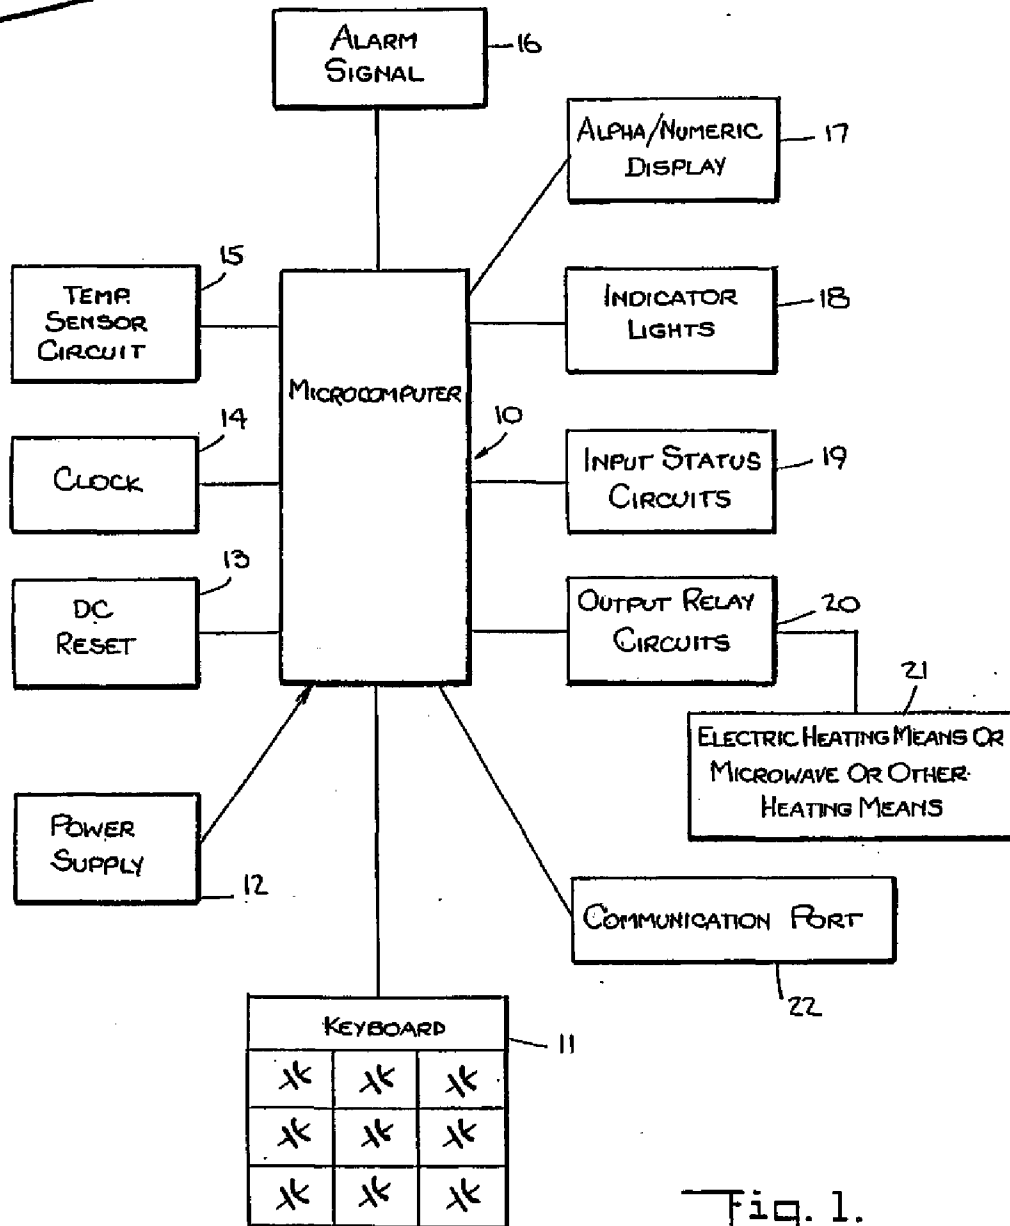 ALARM
SIGNAL
16
ALPHA/NUMERIC
DISPLAY
17
15
TEMP.
SENSOR
CIRCUIT
INDICATOR
LIGHTS
18
MICROCOMPUTER
10
14
CLOCK
INPUT STATUS
CIRCUITS
19
13
DC
RESET
OUTPUT RELAY
CIRCUITS
20
21
ELECTRIC HEATING MEANS OR
MICROWAVE OR OTHER
HEATING MEANS
POWER
SUPPLY
12
COMMUNICATION PORT
22
KEYBOARD
11
Fig. 1.